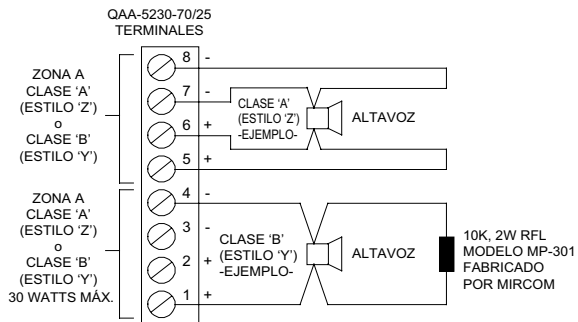 QAA-5230-70/25
TERMINALES
ZONA A
CLASE ‘A’
(ESTILO ‘Z’)
o
CLASE ‘B’
(ESTILO ‘Y’)
8 -
7 -
6 +
5 +
CLASE ‘A’
(ESTILO ‘Z’)
-EJEMPLO-
ALTAVOZ
ZONA A
CLASE ‘A’
(ESTILO ‘Z’)
o
CLASE ‘B’
(ESTILO ‘Y’)
30 WATTS MÁX.
4 -
3 -
2 +
1 +
CLASE ‘B’
(ESTILO ‘Y’)
-EJEMPLO-
ALTAVOZ
10K, 2W RFL
MODELO MP-301
FABRICADO
POR MIRCOM